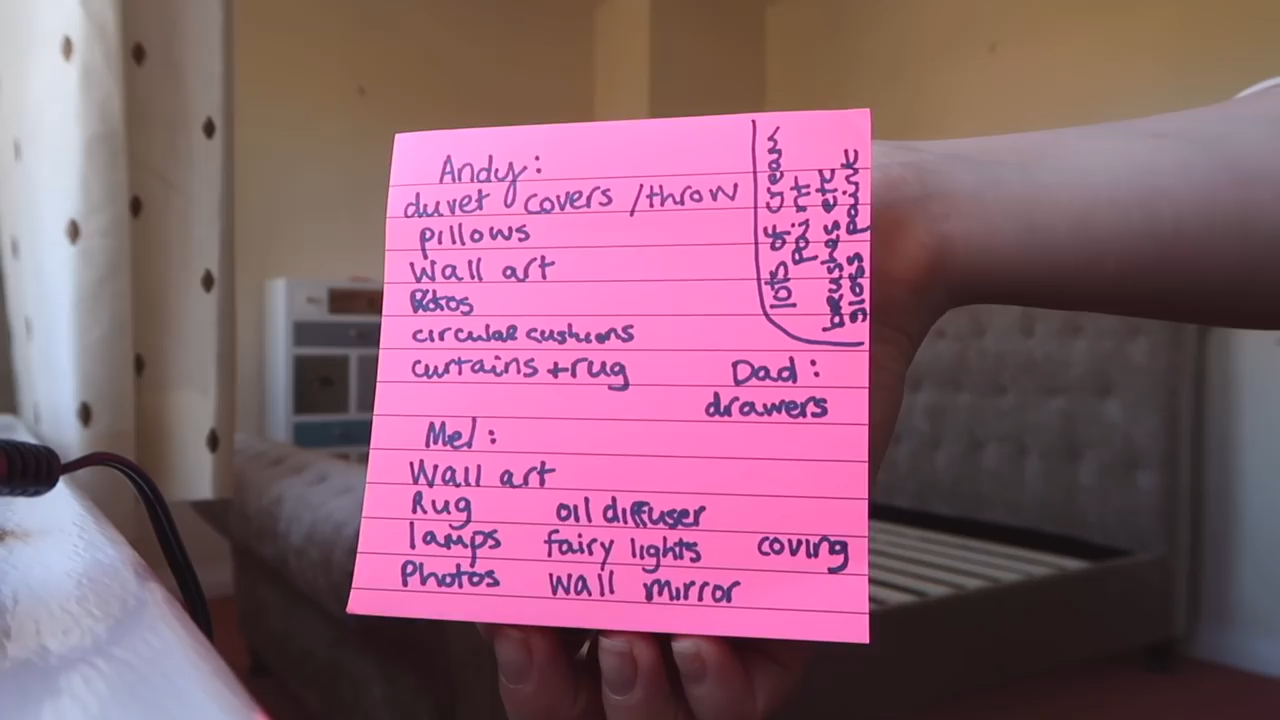 Andy:
duvet covers /throw
pillows
Wall art
circular cushions
curtains + rug
lots of cream
paint
brushes etc
gloss paint
Dad:
drawers
Mel:
Wall art
Rug oil diffuser
lamps fairy lights coving
Photos wall mirror